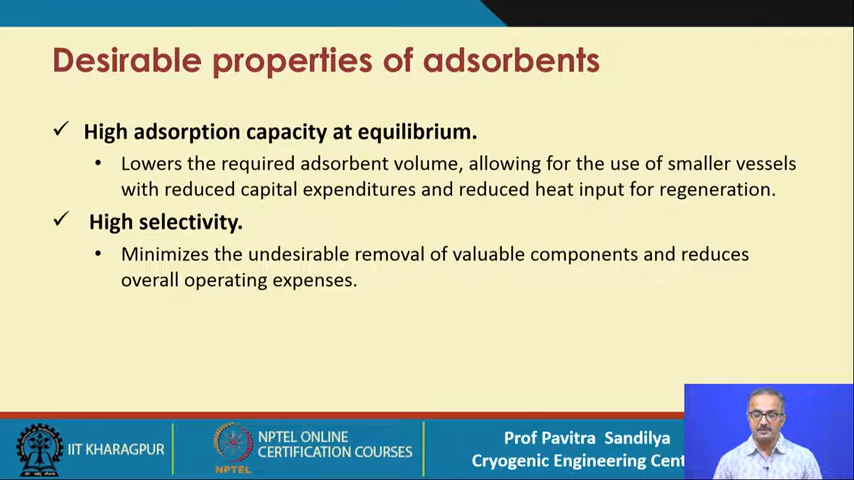 Desirable properties of adsorbents
✓ High adsorption capacity at equilibrium.
• Lowers the required adsorbent volume, allowing for the use of smaller vessels
with reduced capital expenditures and reduced heat input for regeneration.
✓ High selectivity.
• Minimizes the undesirable removal of valuable components and reduces
overall operating expenses.
IIT KHARAGPUR
NPTEL
NPTEL ONLINE
CERTIFICATION COURSES
Prof Pavitra Sandilya
Cryogenic Engineering Cent